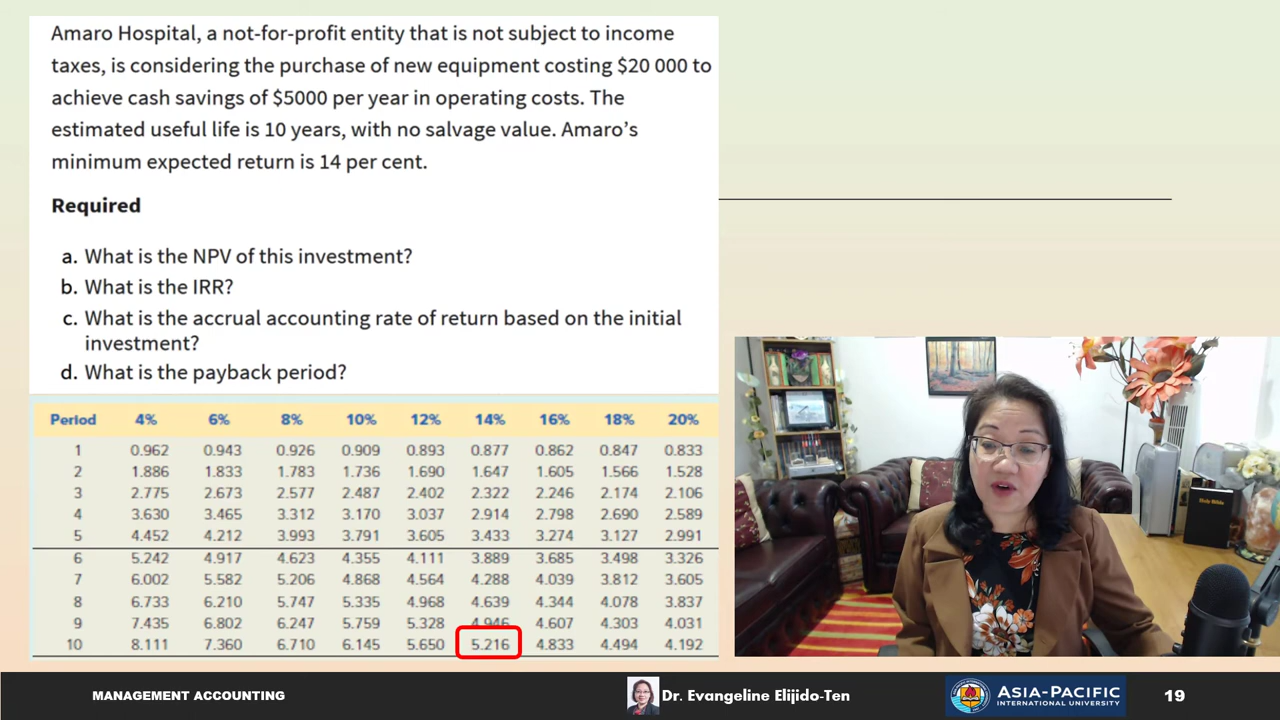 Amaro Hospital, a not-for-profit entity that is not subject to income
taxes, is considering the purchase of new equipment costing $20 000 to
achieve cash savings of $5000 per year in operating costs. The
estimated useful life is 10 years, with no salvage value. Amaro's
minimum expected return is 14 per cent.
Required
a. What is the NPV of this investment?
b. What is the IRR?
c. What is the accrual accounting rate of return based on the initial
investment?
d. What is the payback period?
Period 4% 6% 8% 10% 12% 14% 16% 18% 20%
1 0.962 0.943 0.926 0.909 0.893 0.877 0.862 0.847 0.833
2 1.886 1.833 1.783 1.736 1.690 1.647 1.605 1.566 1.528
3 2.775 2.673 2.577 2.487 2.402 2.322 2.246 2.174 2.106
4 3.630 3.465 3.312 3.170 3.037 2.914 2.798 2.690 2.589
5 4.452 4.212 3.993 3.791 3.605 3.433 3.274 3.127 2.991
6 5.242 4.917 4.623 4.355 4.111 3.889 3.685 3.498 3.326
7 6.002 5.582 5.206 4.868 4.564 4.288 4.039 3.812 3.605
8 6.733 6.210 5.747 5.335 4.968 4.639 4.344 4.078 3.837
9 7.435 6.802 6.247 5.759 5.328 4.946 4.607 4.303 4.031
10 8.111 7.360 6.710 6.145 5.650 5.216 4.833 4.494 4.192
Holy Bible
MANAGEMENT ACCOUNTING
Dr. Evangeline Elijido-Ten
ASIA-PACIFIC
INTERNATIONAL UNIVERSITY
19